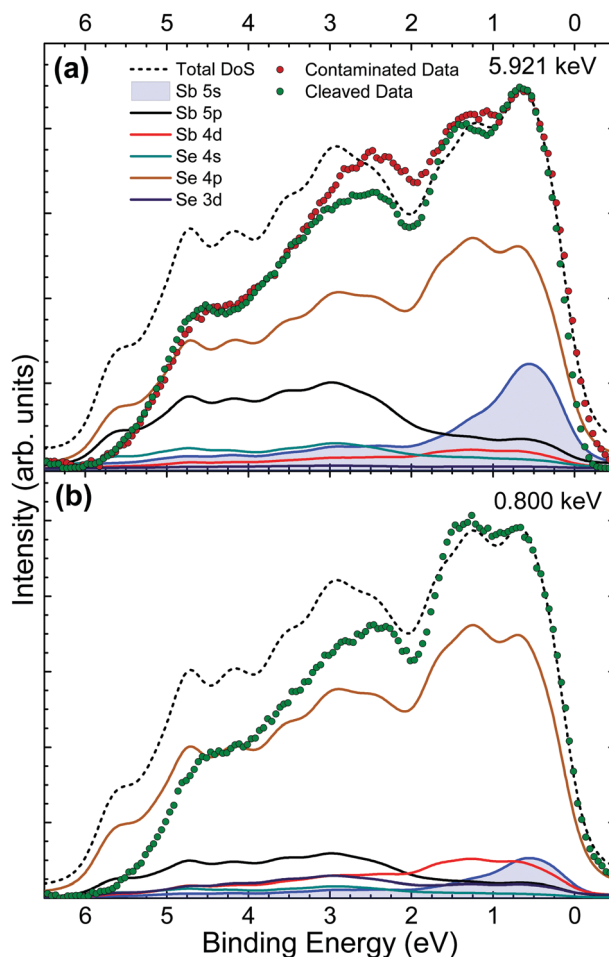 6 5 4 3 2 1 0
(a)
Total DoS
Contaminated Data
5.921 keV
Sb 5s
Cleaved Data
Sb 5p
Sb 4d
Se 4s
Se 4p
Se 3d
Intensity (arb. units)
(b)
0.800 keV
6 5 4 3 2 1 0
Binding Energy (eV)